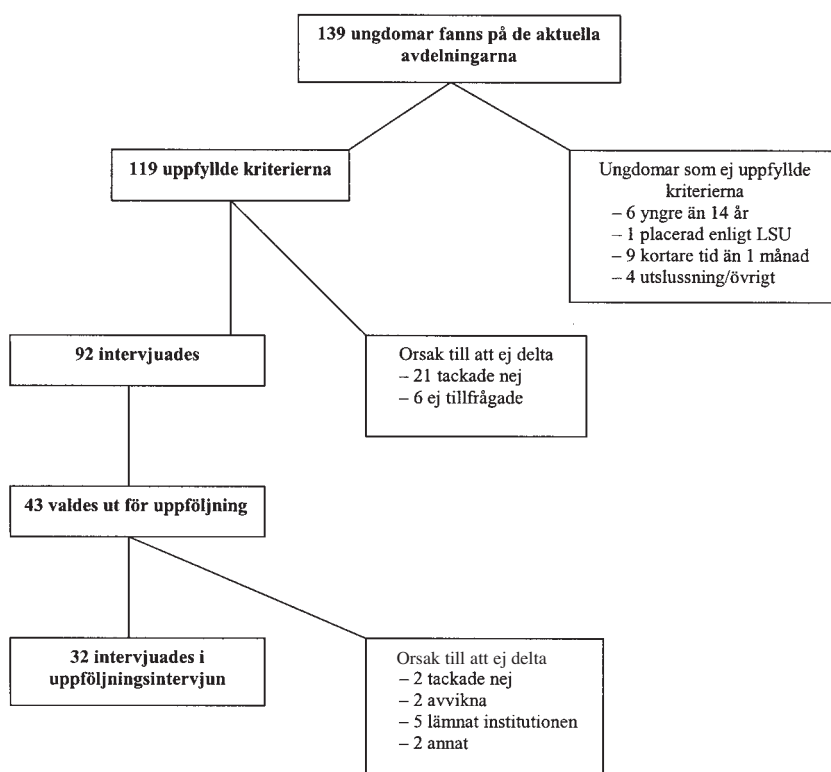 139 ungdomar fanns på de aktuella
avdelningarna
119 uppfyllde kriterierna
Ungdomar som ej uppfyllde
kriterierna
– 6 yngre än 14 år
– 1 placerad enligt LSU
– 9 kortare tid än 1 månad
– 4 utslussning/övrigt
92 intervjuades
Orsak till att ej delta
– 21 tackade nej
– 6 ej tillfrågade
43 valdes ut för uppföljning
32 intervjuades i
uppföljningsintervjun
Orsak till att ej delta
– 2 tackade nej
– 2 avvikna
– 5 lämnat institutionen
– 2 annat